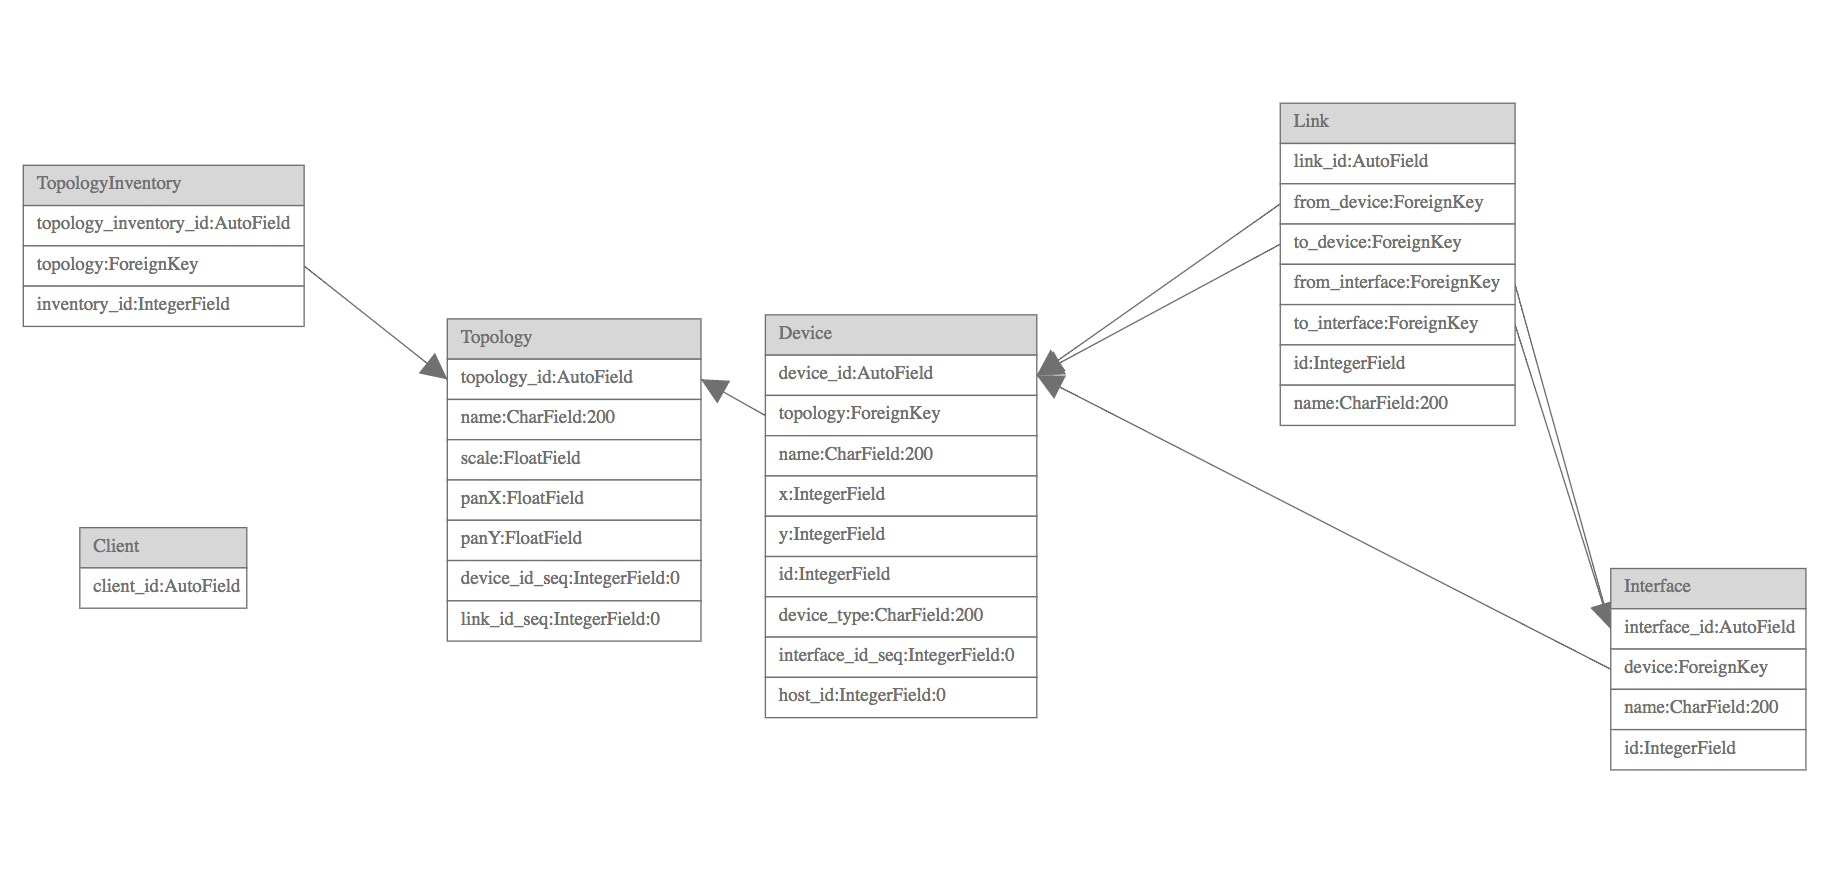 TopologyInventory
topology_inventory_id:AutoField
topology:ForeignKey
inventory_id:IntegerField
Client
client_id:AutoField
Topology
topology_id:AutoField
name:CharField:200
scale:FloatField
panX:FloatField
panY:FloatField
device_id_seq:IntegerField:0
link_id_seq:IntegerField:0
Device
device_id:AutoField
topology:ForeignKey
name:CharField:200
x:IntegerField
y:IntegerField
id:IntegerField
device_type:CharField:200
interface_id_seq:IntegerField:0
host_id:IntegerField:0
Link
link_id:AutoField
from_device:ForeignKey
to_device:ForeignKey
from_interface:ForeignKey
to_interface:ForeignKey
id:IntegerField
name:CharField:200
Interface
interface_id:AutoField
device:ForeignKey
name:CharField:200
id:IntegerField